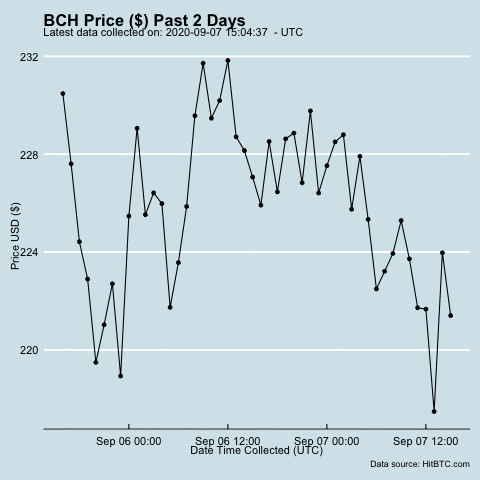 BCH Price ($) Past 2 Days
Latest data collected on: 2020-09-07 15:04:37 - UTC
232
228
224
220
Price USD ($)
Sep 06 00:00 Sep 06 12:00 Sep 07 00:00 Sep 07 12:00
Date Time Collected (UTC)
Data source: HitBTC.com